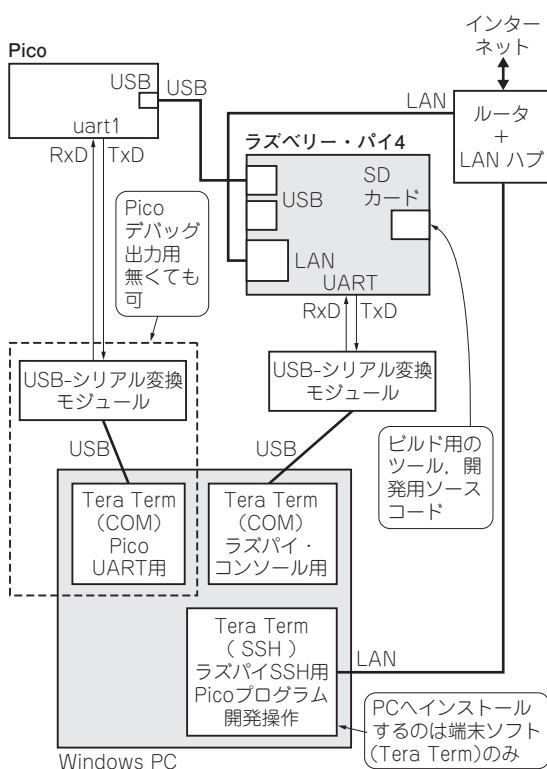 インター
ネット
Pico
USB
USB
LAN
ルータ
+
LAN ハブ
uart1
RxD
TxD
ラズベリー・パイ4
SD
カード
USB
LAN
UART
RxD
TxD
Pico
デバッグ
出力用
無くても
可
USB-シリアル変換
モジュール
USB-シリアル変換
モジュール
USB
USB
ビルド用の
ツール，開
発用ソース
コード
Tera Term
(COM)
Pico
UART用
Tera Term
(COM)
ラズパイ・
コンソール用
Tera Term
( SSH )
ラズパイSSH用
Picoプログラム
開発操作
LAN
PCへインストール
するのは端末ソフト
(Tera Term)のみ
Windows PC